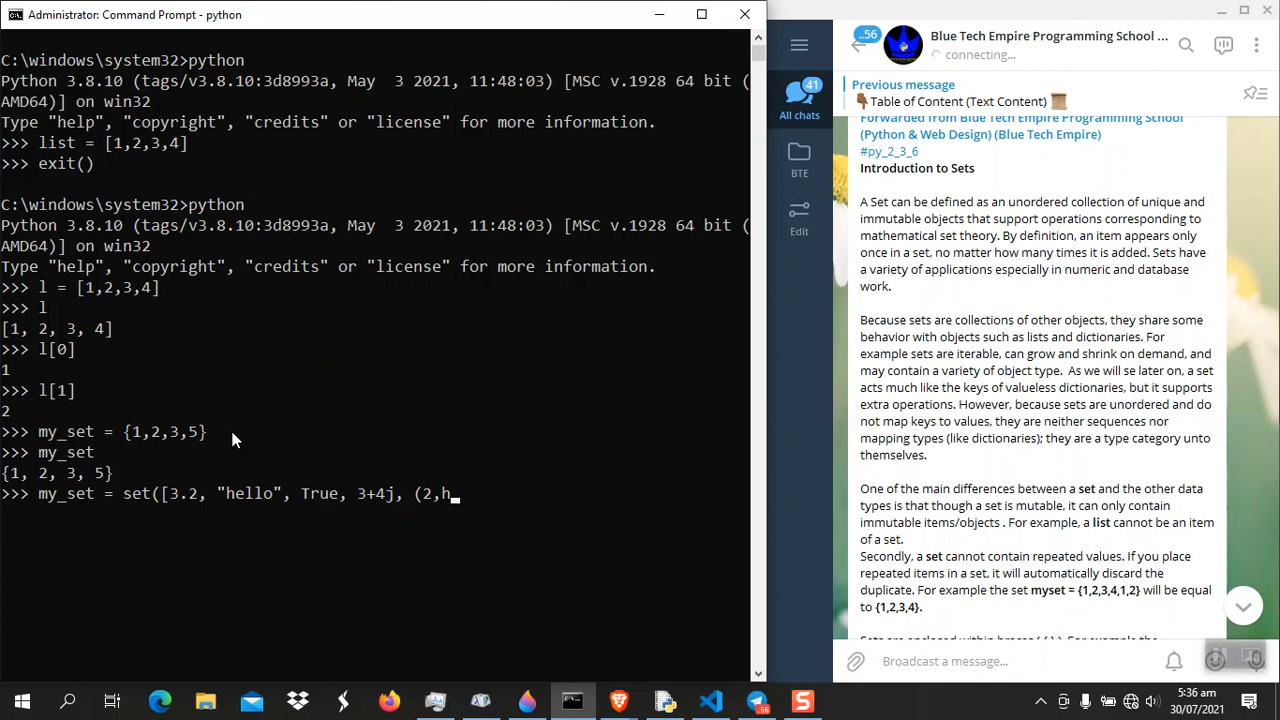 Administrator: Command Prompt - python
C:\windows\system32>python
Python 3.8.10 (tags/v3.8.10:3d8993a, May  3 2021, 11:48:03) [MSC v.1928 64 bit (
AMD64)] on win32
Type "help", "copyright", "credits" or "license" for more information.
>>> list = [1,2,3,4]
>>> exit()
C:\windows\system32>python
Python 3.8.10 (tags/v3.8.10:3d8993a, May  3 2021, 11:48:03) [MSC v.1928 64 bit (
AMD64)] on win32
Type "help", "copyright", "credits" or "license" for more information.
>>> l = [1,2,3,4]
>>> l
[1, 2, 3, 4]
>>> l[0]
1
>>> l[1]
2
>>> my_set = {1,2,3,5}
>>> my_set
{1, 2, 3, 5}
>>> my_set = set([3.2, "hello", True, 3+4j, (2,h
41
All chats
BTE
Edit
..56
Blue Tech Empire Programming School ...
connecting...
Previous message
Table of Content (Text Content)
Forwarded from Blue Tech Empire Programming School
(Python & Web Design) (Blue Tech Empire)
#py_2_3_6
Introduction to Sets
A Set can be defined as an unordered collection of unique and
immutable objects that support operations corresponding to
mathematical set theory. By definition, an item appears only
once in a set, no matter how many times it is added. Sets have
a variety of applications especially in numeric and database
work.
Because sets are collections of other objects, they share some
behavior with objects such as lists and dictionaries. For
example sets are iterable, can grow and shrink on demand, and
may contain a variety of object type.  As we will se later on, a set
acts much like the keys of valueless dictionaries, but it supports
extra operations. However, because sets are unordered and do
not map keys to values, they are neither sequences nor
mapping types (like dictionaries); they are a type category unto
themselves.
One of the main differences between a set and the other data
types is that though a set is mutable, it can only contain
immutable items/objects . For example, a list cannot be an item
of a set.
Secondly, a set cannot contain repeated values. If you place
repeated items in a set, it will automatically discard the
duplicate. For example the set myset = {1,2,3,4,1,2} will be equal
to {1,2,3,4}.
Sets are enclosed within braces ( { } ). For example the
Broadcast a message...
56
5:36 am
30/07/2021